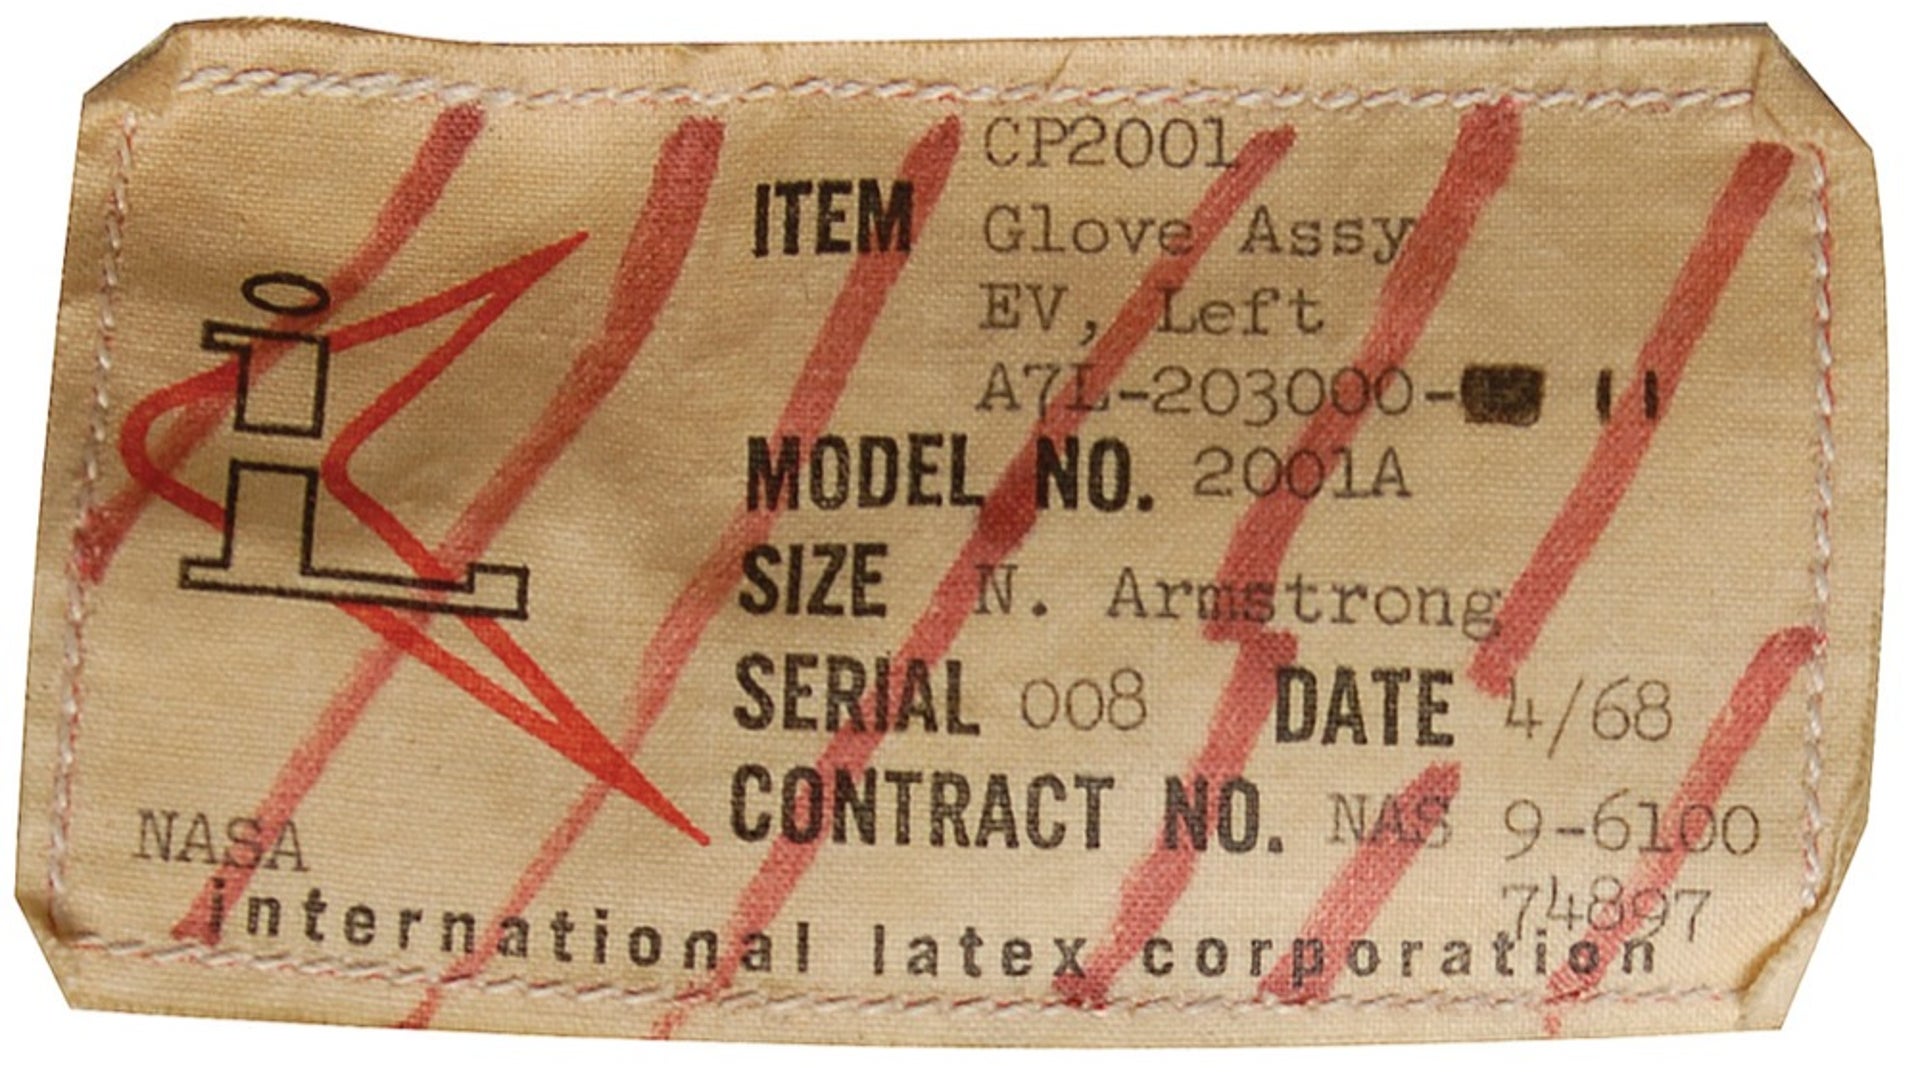 CP2001
ITEM Glove Assy
EV, Left
A7L-203000- 11
MODEL NO. 2001A
SIZE N. Armstrong
SERIAL 008 DATE 4/68
CONTRACT NO. NAS 9-6100
NASA
74897
international latex corporation